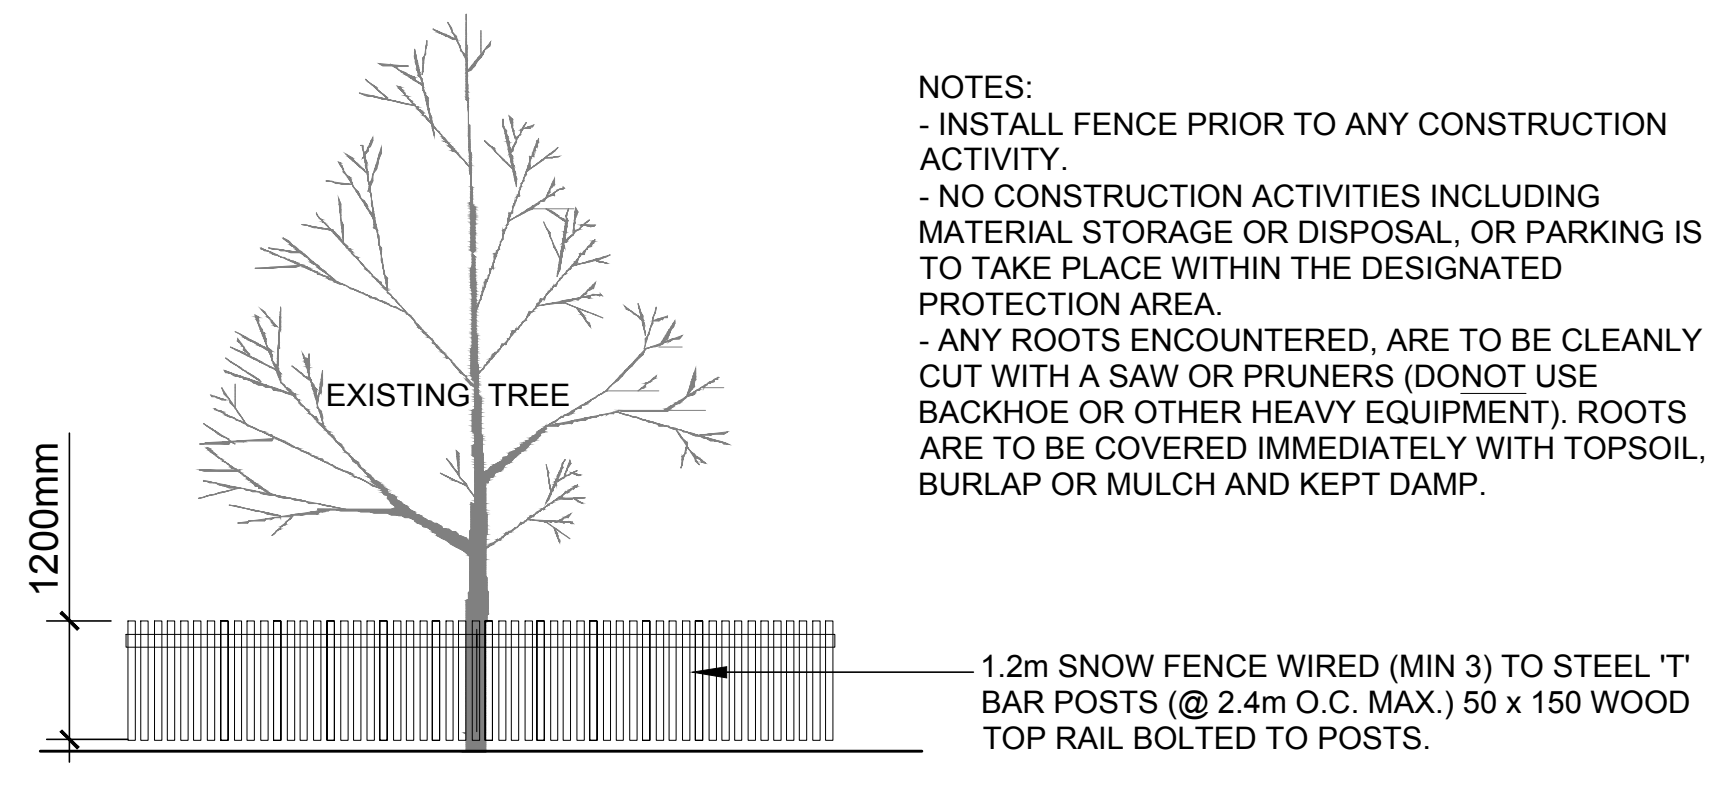 NOTES:
- INSTALL FENCE PRIOR TO ANY CONSTRUCTION
ACTIVITY.
- NO CONSTRUCTION ACTIVITIES INCLUDING
MATERIAL STORAGE OR DISPOSAL, OR PARKING IS
TO TAKE PLACE WITHIN THE DESIGNATED
PROTECTION AREA.
- ANY ROOTS ENCOUNTERED, ARE TO BE CLEANLY
CUT WITH A SAW OR PRUNERS (DONOT USE
BACKHOE OR OTHER HEAVY EQUIPMENT). ROOTS
ARE TO BE COVERED IMMEDIATELY WITH TOPSOIL,
BURLAP OR MULCH AND KEPT DAMP.
EXISTING TREE
1200mm
1.2m SNOW FENCE WIRED (MIN 3) TO STEEL 'T'
BAR POSTS (@ 2.4m O.C. MAX.) 50 x 150 WOOD
TOP RAIL BOLTED TO POSTS.